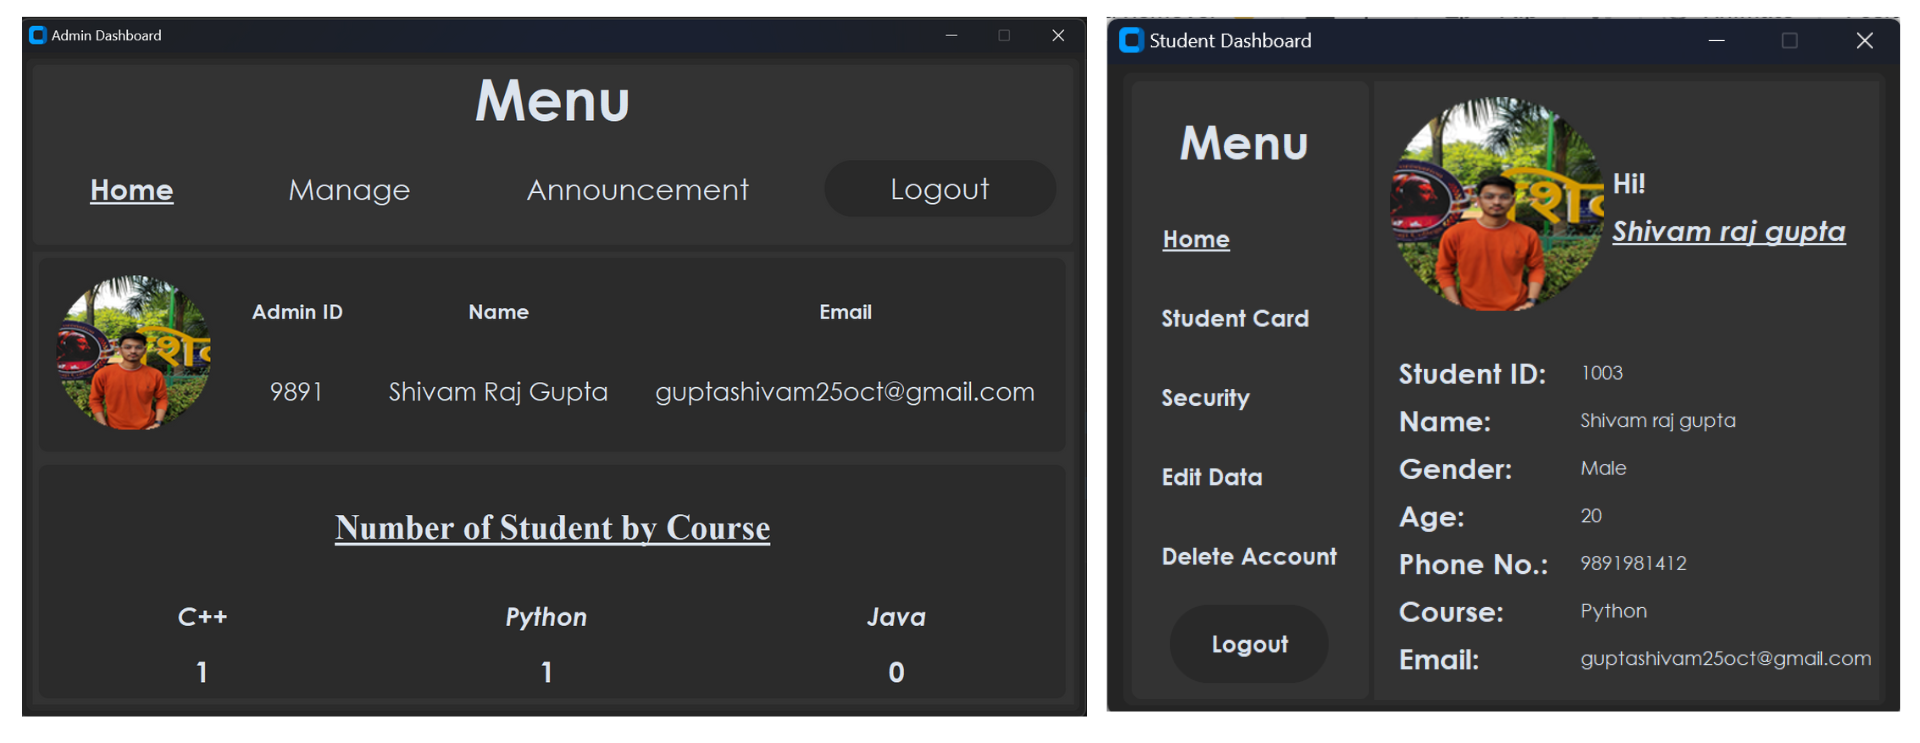 Admin Dashboard
Menu
Home Manage Announcement Logout
Admin ID Name Email
9891 Shivam Raj Gupta guptashivam25oct@gmail.com
Number of Student by Course
C++ Python Java
1 1 0
Student Dashboard
Menu
Home
Student Card
Security
Edit Data
Delete Account
Logout
Hi!
Shivam raj gupta
Student ID: 1003
Name: Shivam raj gupta
Gender: Male
Age: 20
Phone No.: 9891981412
Course: Python
Email: guptashivam25oct@gmail.com